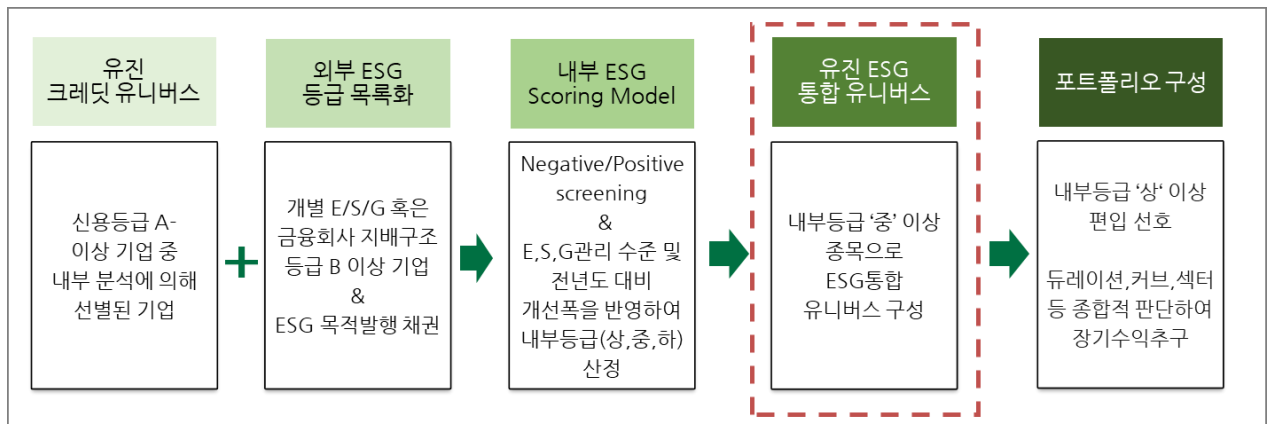 유진
크레딧 유니버스
신용등급 A-
이상 기업 중
내부 분석에 의해
선별된 기업
+
외부 ESG
등급 목록화
개별 E/S/G 혹은
금융회사 지배구조
등급 B 이상 기업
&
ESG 목적발행 채권
내부 ESG
Scoring Model
Negative/Positive
screening
&
E,S,G관리 수준 및
전년도 대비
개선폭을 반영하여
내부등급(상,중,하)
산정
유진 ESG
통합 유니버스
내부등급 ‘중’ 이상
종목으로
ESG통합
유니버스 구성
포트폴리오 구성
내부등급 ‘상‘ 이상
편입 선호
듀레이션,커브,섹터
등 종합적 판단하여
장기수익추구